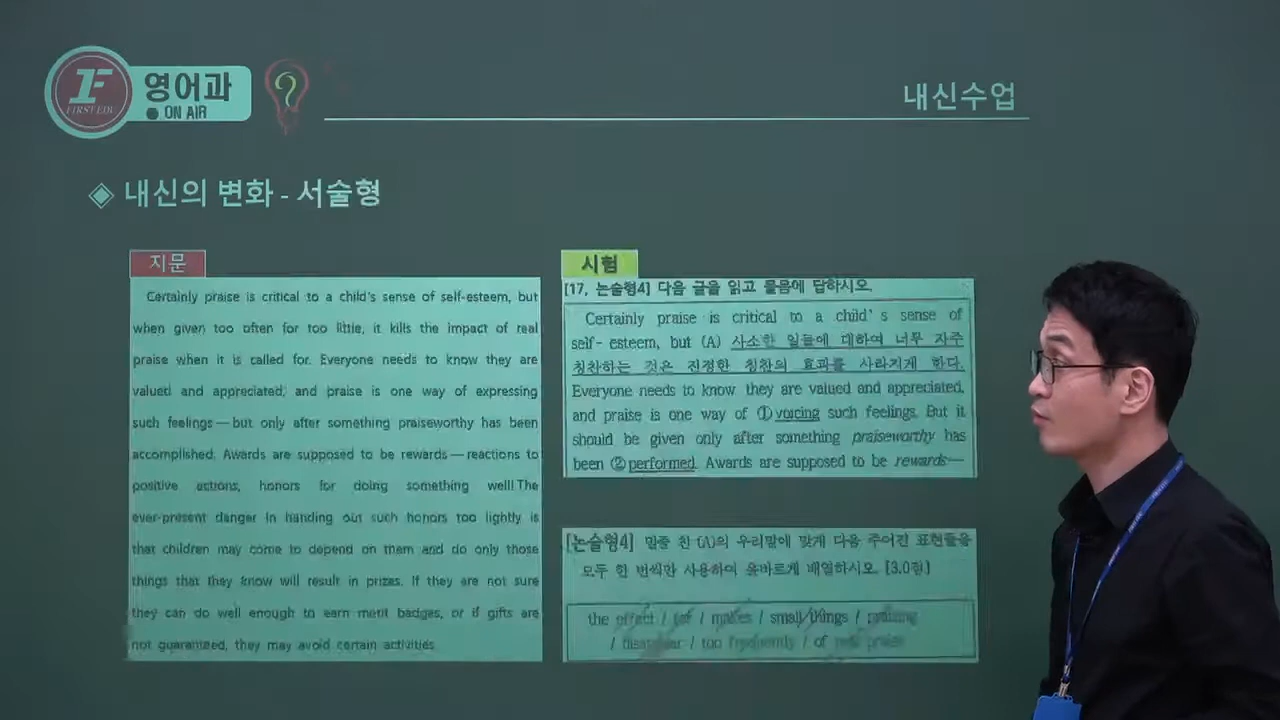 1F
FIRST EDU
영어과
ON AIR
내신수업
내신의 변화 - 서술형
지문
Certainly praise is critical to a child's sense of self-esteem, but
when given too often for too little, it kills the impact of real
praise when it is called for. Everyone needs to know they are
valued and appreciated, and praise is one way of expressing
such feelings — but only after something praiseworthy has been
accomplished. Awards are supposed to be rewards — reactions to
positive actions, honors for doing something well! The
ever-present danger in handing out such honors too lightly is
that children may come to depend on them and do only those
things that they know will result in prizes. If they are not sure
they can do well enough to earn merit badges, or if gifts are
not guaranteed, they may avoid certain activities.
시험
[17, 논술형4] 다음 글을 읽고 물음에 답하시오.
Certainly praise is critical to a child's sense of
self-esteem, but (A) 사소한 일들에 대하여 너무 자주
칭찬하는 것은 진정한 칭찬의 효과를 사라지게 한다.
Everyone needs to know they are valued and appreciated,
and praise is one way of ① voicing such feelings. But it
should be given only after something praiseworthy has
been ② performed. Awards are supposed to be rewards—
[논술형4] 밑줄 친 (A)의 우리말에 맞게 다음 주어진 표현들을
모두 한 번씩만 사용하여 올바르게 배열하시오. [3.0점]
the effect / for / makes / small things / praising
/ disappear / too frequently / of real praise